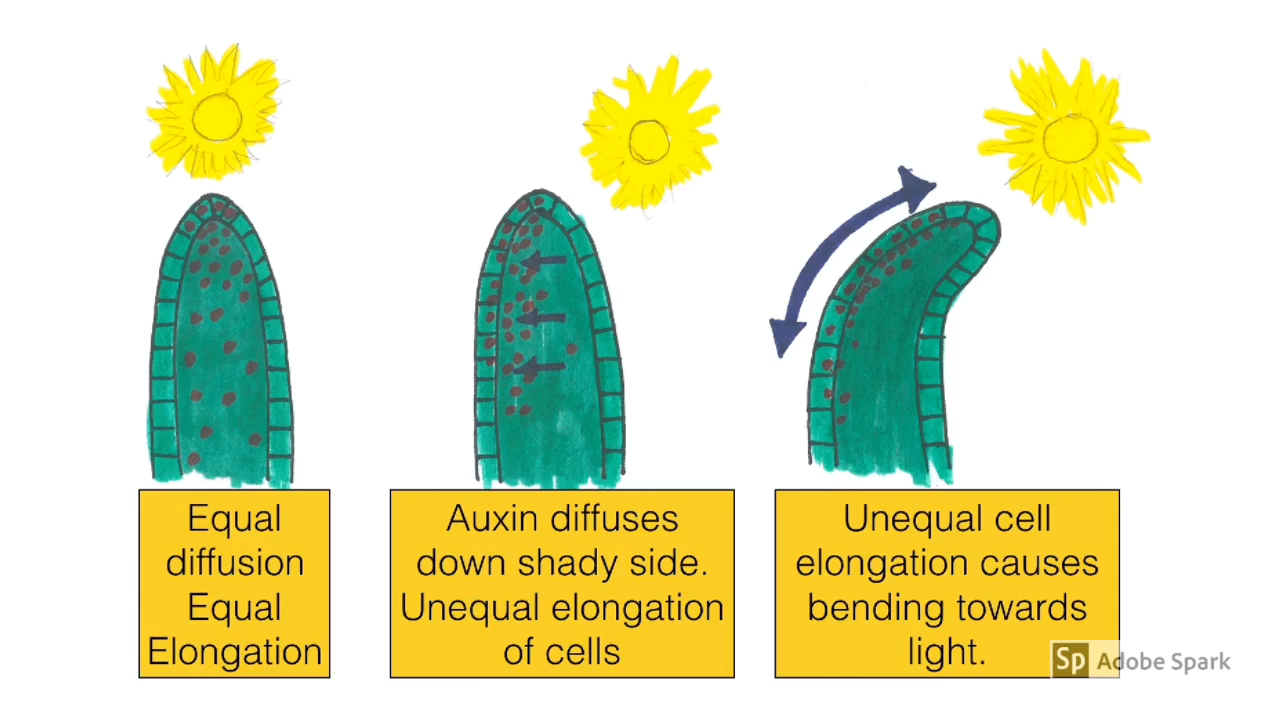 Equal
diffusion
Equal
Elongation
Auxin diffuses
down shady side.
Unequal elongation
of cells
Unequal cell
elongation causes
bending towards
light.
Sp Adobe Spark